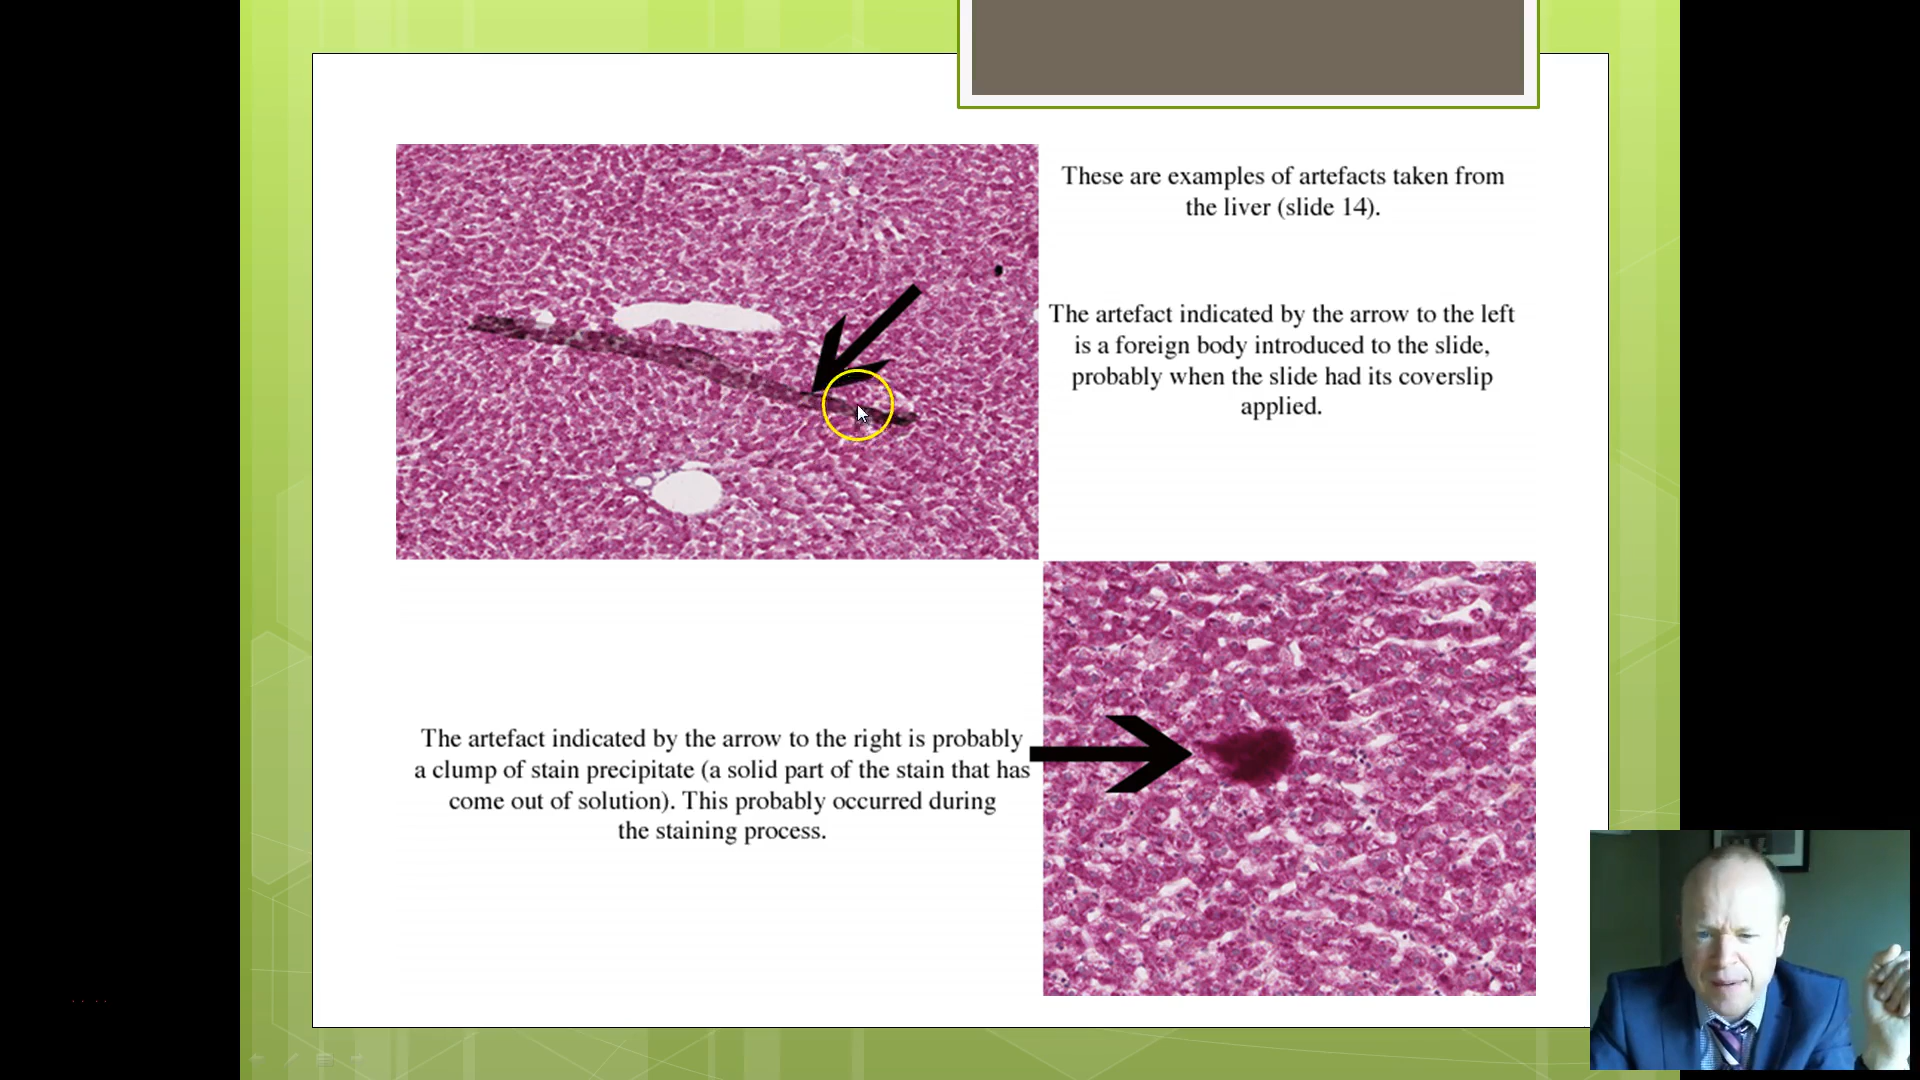 These are examples of artefacts taken from
the liver (slide 14).
The artefact indicated by the arrow to the left
is a foreign body introduced to the slide,
probably when the slide had its coverslip
applied.
The artefact indicated by the arrow to the right is probably
a clump of stain precipitate (a solid part of the stain that has
come out of solution). This probably occurred during
the staining process.